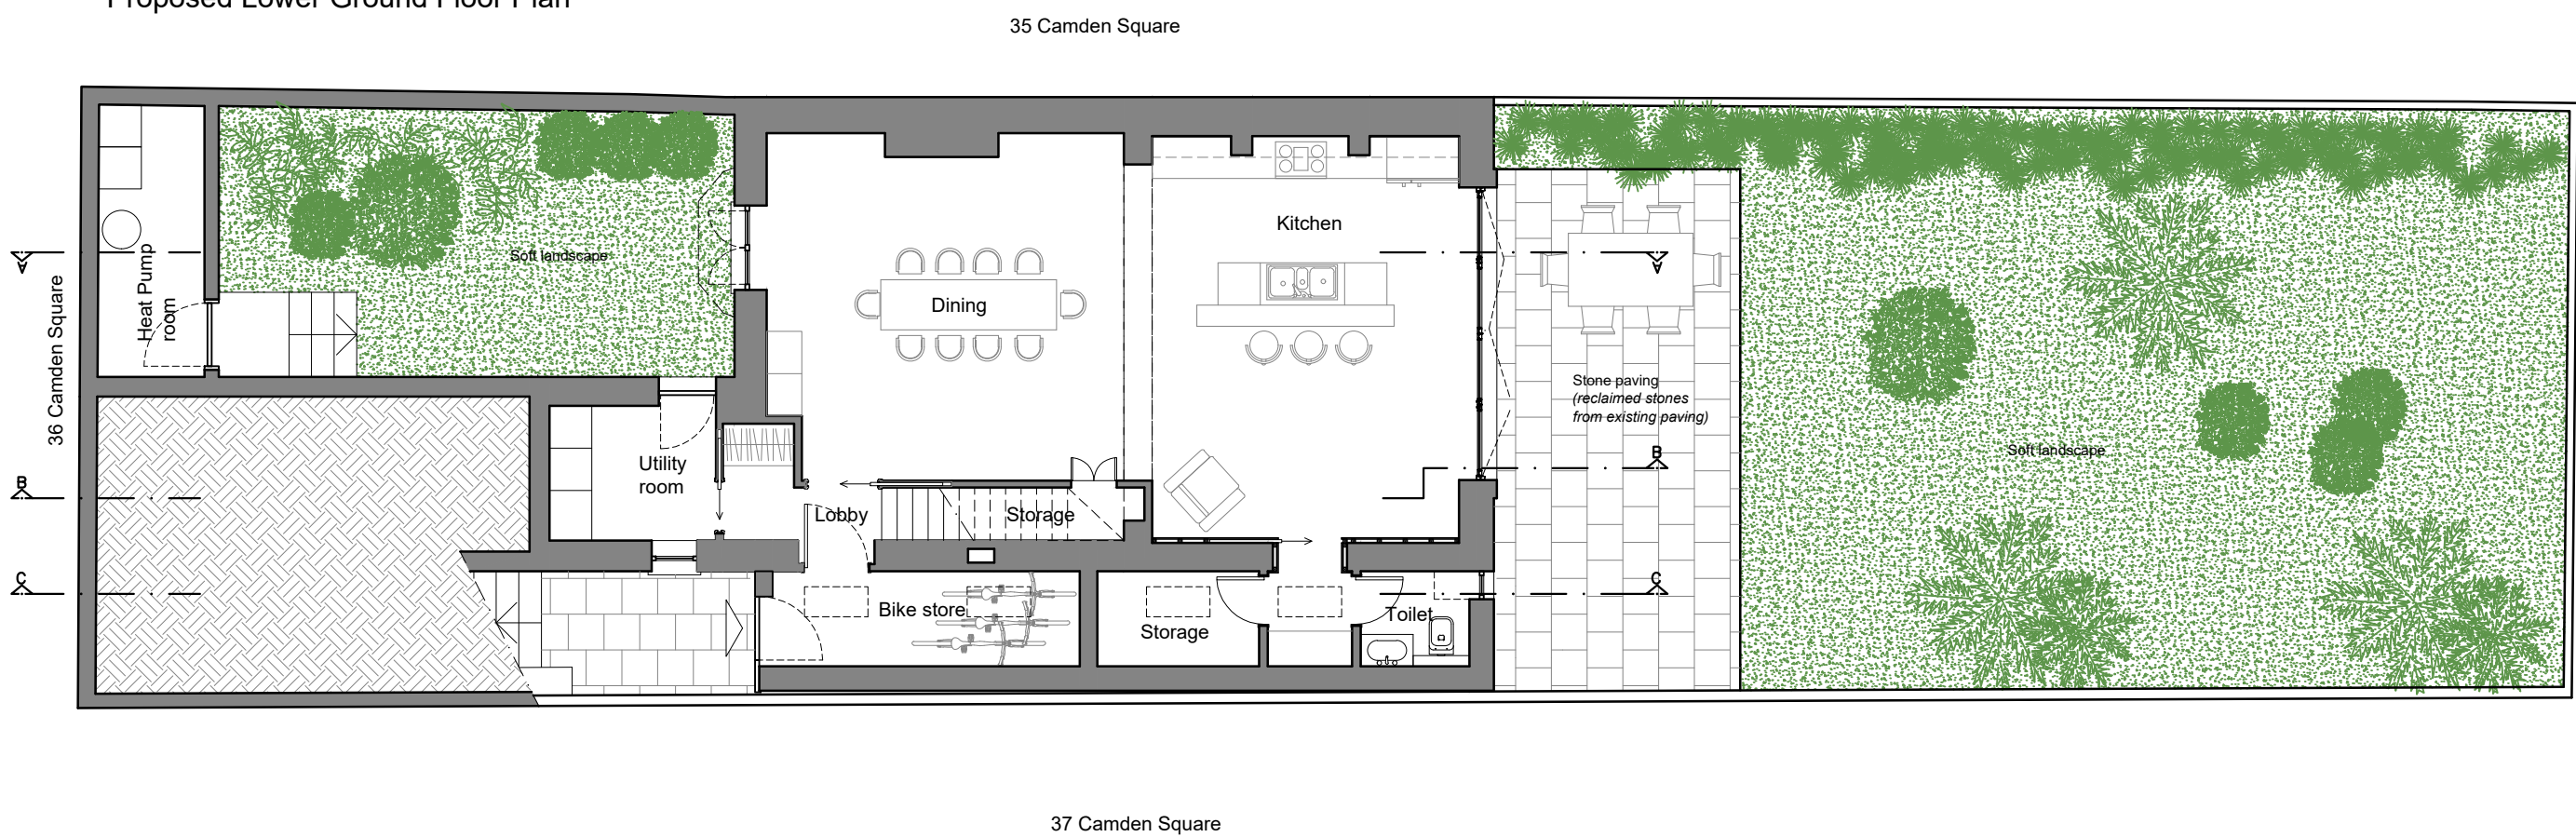 Proposed Lower Ground Floor Plan
35 Camden Square
36 Camden Square
Heat Pump
room
Soft landscape
Dining
Kitchen
A
A
Stone paving
(reclaimed stones
from existing paving)
Soft landscape
Utility
room
Lobby
Storage
B
B
C
C
Bike store
Storage
Toilet
37 Camden Square